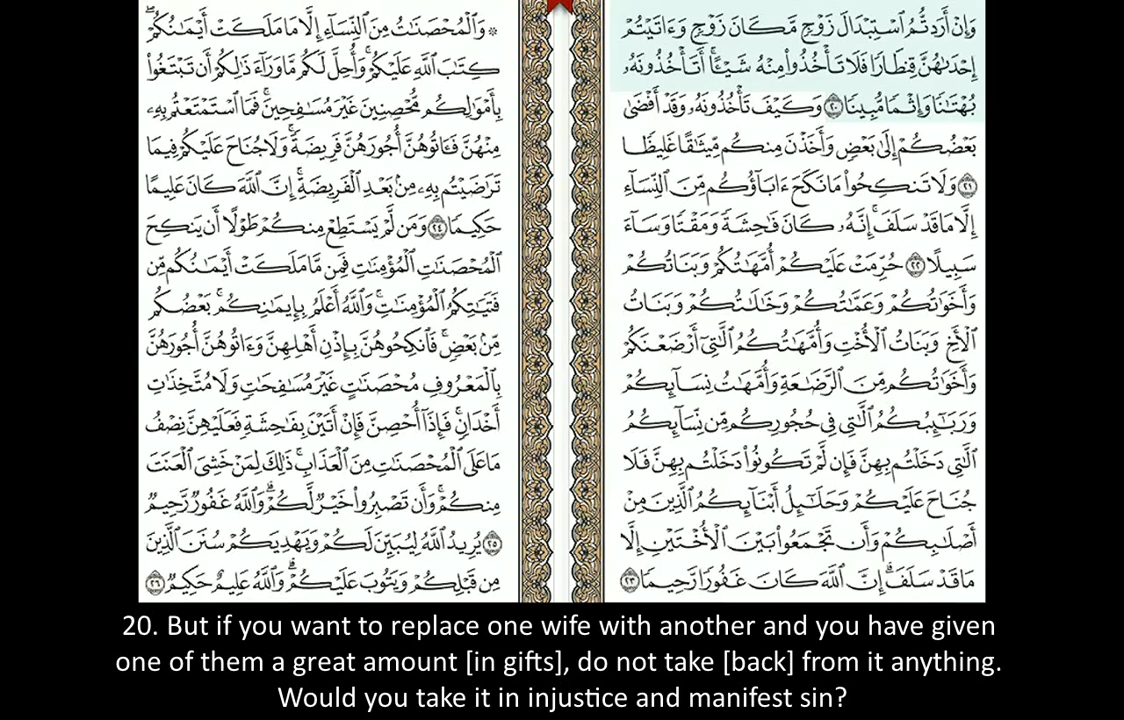 وَإِنْ أَرَدتُّمُ ٱسْتِبْدَالَ زَوْجٍ مَّكَانَ زَوْجٍ وَءَاتَيْتُمْ
إِحْدَىٰهُنَّ قِنطَارًا فَلَا تَأْخُذُوا۟ مِنْهُ شَيْـًٔا ۚ أَتَأْخُذُونَهُۥ
بُهْتَـٰنًا وَإِثْمًا مُّبِينًا ٢٠ وَكَيْفَ تَأْخُذُونَهُۥ وَقَدْ أَفْضَىٰ
بَعْضُكُمْ إِلَىٰ بَعْضٍ وَأَخَذْنَ مِنكُم مِّيثَـٰقًا غَلِيظًا
٢١ وَلَا تَنكِحُوا۟ مَا نَكَحَ ءَابَآؤُكُم مِّنَ ٱلنِّسَآءِ
إِلَّا مَا قَدْ سَلَفَ ۚ إِنَّهُۥ كَانَ فَـٰحِشَةً وَمَقْتًا وَسَآءَ
سَبِيلًا ٢٢ حُرِّمَتْ عَلَيْكُمْ أُمَّهَـٰتُكُمْ وَبَنَاتُكُمْ
وَأَخَوَٰتُكُمْ وَعَمَّـٰتُكُمْ وَخَـٰلَـٰتُكُمْ وَبَنَاتُ
ٱلْأَخِ وَبَنَاتُ ٱلْأُخْتِ وَأُمَّهَـٰتُكُمُ ٱلَّـٰتِىٓ أَرْضَعْنَكُمْ
وَأَخَوَٰتُكُم مِّنَ ٱلرَّضَـٰعَةِ وَأُمَّهَـٰتُ نِسَآئِكُمْ
وَرَبَـٰٓئِبُكُمُ ٱلَّـٰتِى فِى حُجُورِكُم مِّن نِّسَآئِكُمُ
ٱلَّـٰتِى دَخَلْتُم بِهِنَّ فَإِن لَّمْ تَكُونُوا۟ دَخَلْتُم بِهِنَّ فَلَا
جُنَاحَ عَلَيْكُمْ وَحَلَـٰٓئِلُ أَبْنَآئِكُمُ ٱلَّذِينَ مِنْ
أَصْلَـٰبِكُمْ وَأَن تَجْمَعُوا۟ بَيْنَ ٱلْأُخْتَيْنِ إِلَّا
مَا قَدْ سَلَفَ ۗ إِنَّ ٱللَّهَ كَانَ غَفُورًا رَّحِيمًا ٢٣
۞ وَٱلْمُحْصَنَـٰتُ مِنَ ٱلنِّسَآءِ إِلَّا مَا مَلَكَتْ أَيْمَـٰنُكُمْ ۖ
كِتَـٰبَ ٱللَّهِ عَلَيْكُمْ ۚ وَأُحِلَّ لَكُم مَّا وَرَآءَ ذَٰلِكُمْ أَن تَبْتَغُوا۟
بِأَمْوَٰلِكُم مُّحْصِنِينَ غَيْرَ مُسَـٰفِحِينَ ۚ فَمَا ٱسْتَمْتَعْتُم بِهِۦ
مِنْهُنَّ فَـَٔاتُوهُنَّ أُجُورَهُنَّ فَرِيضَةً ۚ وَلَا جُنَاحَ عَلَيْكُمْ فِيمَا
تَرَٰضَيْتُم بِهِۦ مِنۢ بَعْدِ ٱلْفَرِيضَةِ ۚ إِنَّ ٱللَّهَ كَانَ عَلِيمًا
حَكِيمًا ٢٤ وَمَن لَّمْ يَسْتَطِعْ مِنكُمْ طَوْلًا أَن يَنكِحَ
ٱلْمُحْصَنَـٰتِ ٱلْمُؤْمِنَـٰتِ فَمِن مَّا مَلَكَتْ أَيْمَـٰنُكُم مِّن
فَتَيَـٰتِكُمُ ٱلْمُؤْمِنَـٰتِ ۚ وَٱللَّهُ أَعْلَمُ بِإِيمَـٰنِكُم ۚ بَعْضُكُم
مِّنۢ بَعْضٍ ۚ فَٱنكِحُوهُنَّ بِإِذْنِ أَهْلِهِنَّ وَءَاتُوهُنَّ أُجُورَهُنَّ
بِٱلْمَعْرُوفِ مُحْصَنَـٰتٍ غَيْرَ مُسَـٰفِحَـٰتٍ وَلَا مُتَّخِذَٰتِ
أَخْدَانٍ ۚ فَإِذَآ أُحْصِنَّ فَإِنْ أَتَيْنَ بِفَـٰحِشَةٍ فَعَلَيْهِنَّ نِصْفُ
مَا عَلَى ٱلْمُحْصَنَـٰتِ مِنَ ٱلْعَذَابِ ۚ ذَٰلِكَ لِمَنْ خَشِىَ ٱلْعَنَتَ
مِنكُمْ ۚ وَأَن تَصْبِرُوا۟ خَيْرٌ لَّكُمْ ۗ وَٱللَّهُ غَفُورٌ رَّحِيمٌ
٢٥ يُرِيدُ ٱللَّهُ لِيُبَيِّنَ لَكُمْ وَيَهْدِيَكُمْ سُنَنَ ٱلَّذِينَ
مِن قَبْلِكُمْ وَيَتُوبَ عَلَيْكُمْ ۗ وَٱللَّهُ عَلِيمٌ حَكِيمٌ ٢٦
20. But if you want to replace one wife with another and you have given
one of them a great amount [in gifts], do not take [back] from it anything.
Would you take it in injustice and manifest sin?